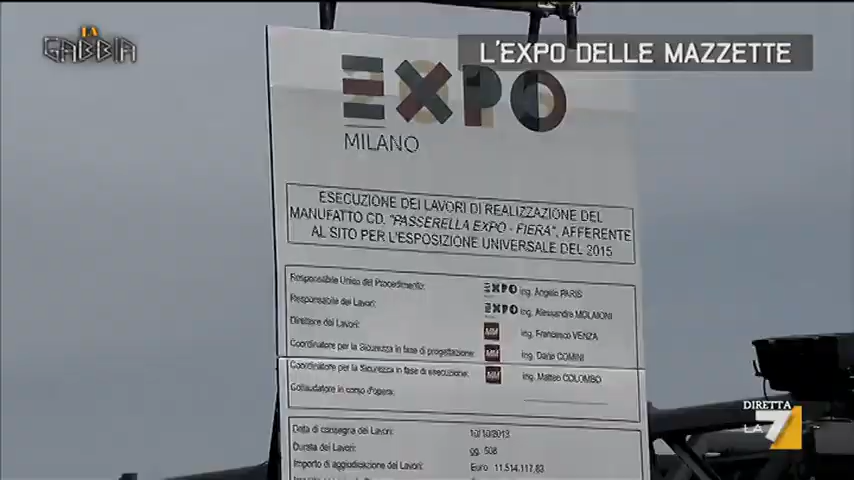 LA
GABBIA
L'EXPO DELLE MAZZETTE
EXPO
MILANO
ESECUZIONE DEI LAVORI DI REALIZZAZIONE DEL
MANUFATTO CD. "PASSERELLA EXPO - FIERA", AFFERENTE
AL SITO PER L'ESPOSIZIONE UNIVERSALE DEL 2015
Responsabile Unico del Procedimento: EXPO ing. Angelo PARIS
Responsabile dei Lavori: EXPO ing. Alessandro MOLAIONI
Direttore dei Lavori: MM ing. Francesco VENZA
Coordinatore per la Sicurezza in fase di progettazione: MM ing. Dario COMINI
Coordinatore per la Sicurezza in fase di esecuzione: MM ing. Matteo COLOMBO
Collaudatore in corso d'opera:
Data di consegna dei Lavori: 10/10/2013
Durata dei Lavori: gg. 508
Importo di aggiudicazione dei Lavori: Euro 11.514.117,83
DIRETTA
LA7